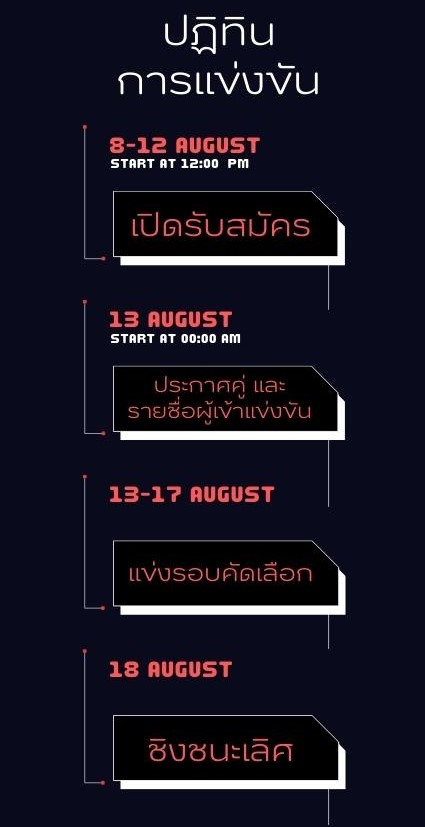 ปฏิทิน
การแข่งขัน
8-12 AUGUST
START AT 12:00 PM
เปิดรับสมัคร
13 AUGUST
START AT 00:00 AM
ประกาศคู่ และ
รายชื่อผู้เข้าแข่งขัน
13-17 AUGUST
แข่งรอบคัดเลือก
18 AUGUST
ชิงชนะเลิศ